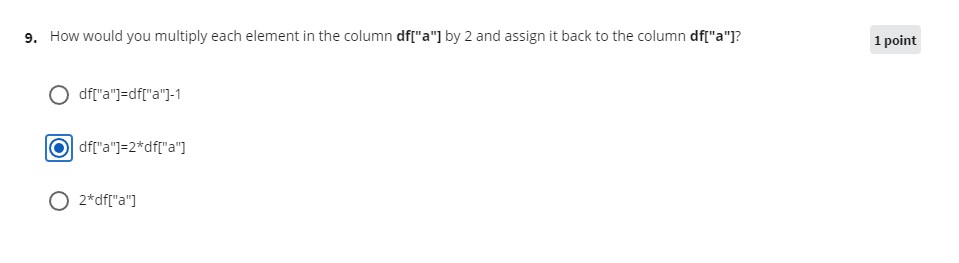 9. How would you multiply each element in the column df["a"] by 2 and assign it back to the column df["a"]?
1 point
df["a"]=df["a"]-1
df["a"]=2*df["a"]
2*df["a"]